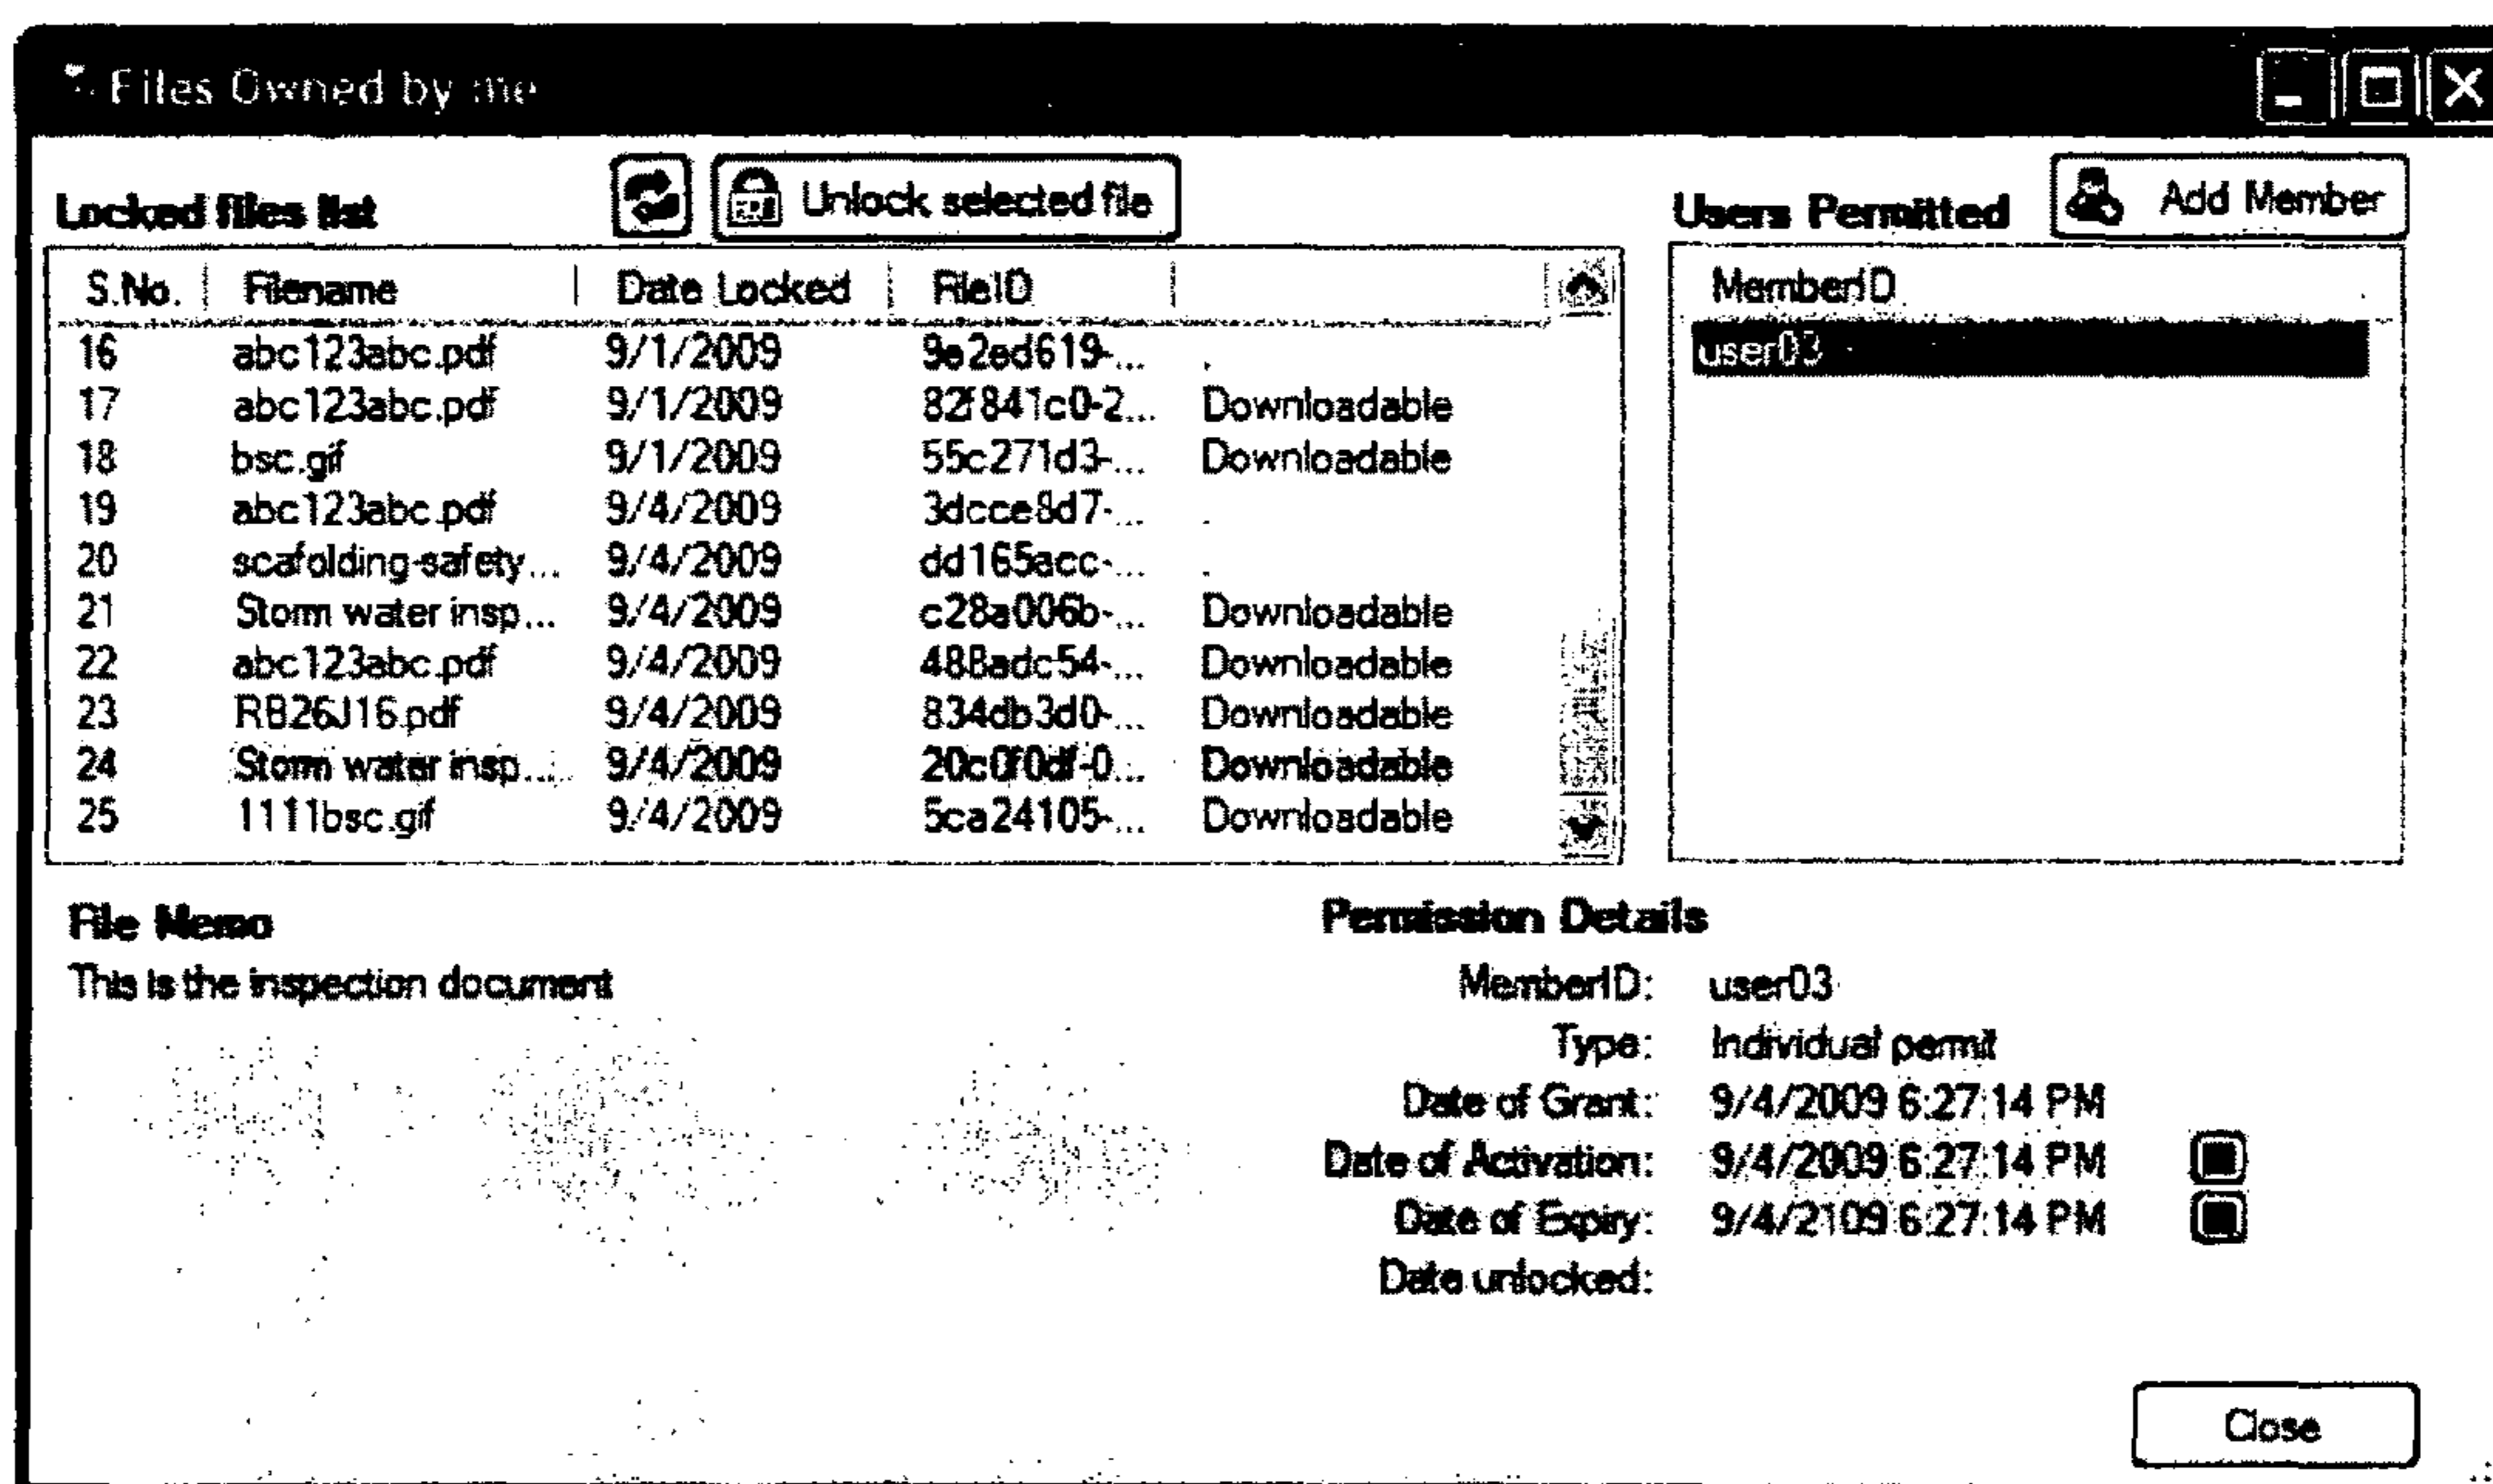 Files Owned by me
Locked files list
Unlock selected file
Users Permitted
Add Member
S.No. Filename Date Locked FileID
MemberID
16 abc123abc.pdf 9/1/2009 9e2ed619-...
user03
17 abc123abc.pdf 9/1/2009 82f841c0-2... Downloadable
18 bsc.gif 9/1/2009 55c271d3-... Downloadable
19 abc123abc.pdf 9/4/2009 3dcce8d7-...
20 scafolding-safety... 9/4/2009 dd165acc-...
21 Storm water insp... 9/4/2009 c28a006b-... Downloadable
22 abc123abc.pdf 9/4/2009 488adc54-... Downloadable
23 RB26J16.pdf 9/4/2009 834db3d0-... Downloadable
24 Storm water insp... 9/4/2009 20c0f0df-0... Downloadable
25 1111bsc.gif 9/4/2009 5ca24105-... Downloadable
File Memo
This is the inspection document
Permission Details
MemberID: user03
Type: Individual permit
Date of Grant: 9/4/2009 6:27:14 PM
Date of Activation: 9/4/2009 6:27:14 PM
Date of Expiry: 9/4/2109 6:27:14 PM
Date unlocked:
Close